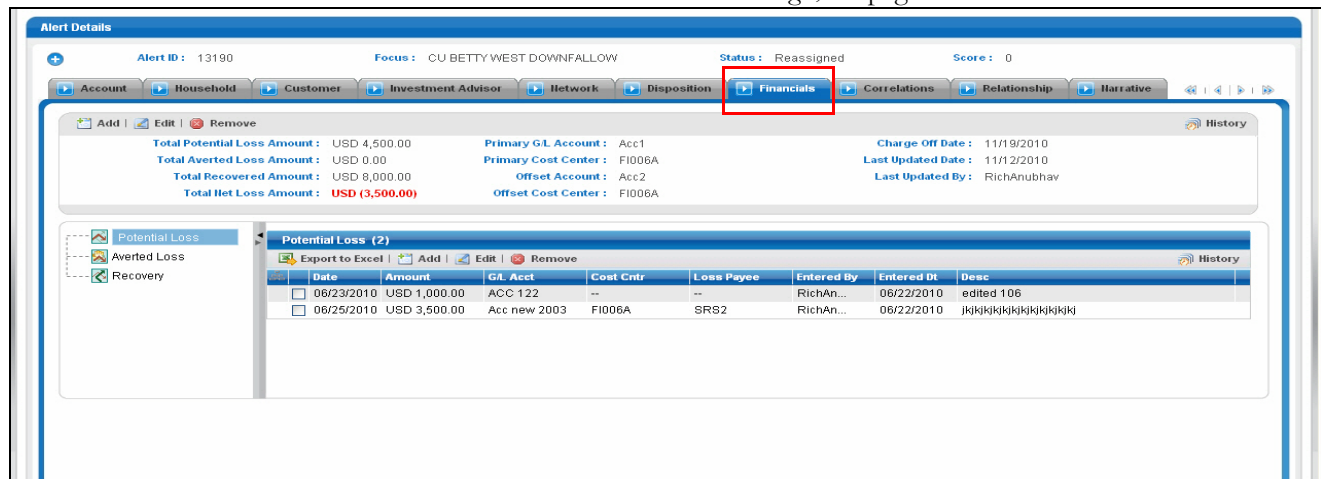 Alert Details
Alert ID : 13190 Focus : CU BETTY WEST DOWNFALLOW Status : Reassigned Score : 0
Account Household Customer Investment Advisor Network Disposition Financials Correlations Relationship Narrative
Add | Edit | Remove History
Total Potential Loss Amount : USD 4,500.00 Primary G/L Account : Acc1 Charge Off Date : 11/19/2010
Total Averted Loss Amount : USD 0.00 Primary Cost Center : FI006A Last Updated Date : 11/12/2010
Total Recovered Amount : USD 8,000.00 Offset Account : Acc2 Last Updated By : RichAnubhav
Total Net Loss Amount : USD (3,500.00) Offset Cost Center : FI006A
Potential Loss
Averted Loss
Recovery
Potential Loss (2)
Export to Excel | Add | Edit | Remove History
Date Amount G/L Acct Cost Cntr Loss Payee Entered By Entered Dt Desc
06/23/2010 USD 1,000.00 ACC 122 -- -- RichAn... 06/22/2010 edited 106
06/25/2010 USD 3,500.00 Acc new 2003 FI006A SRS2 RichAn... 06/22/2010